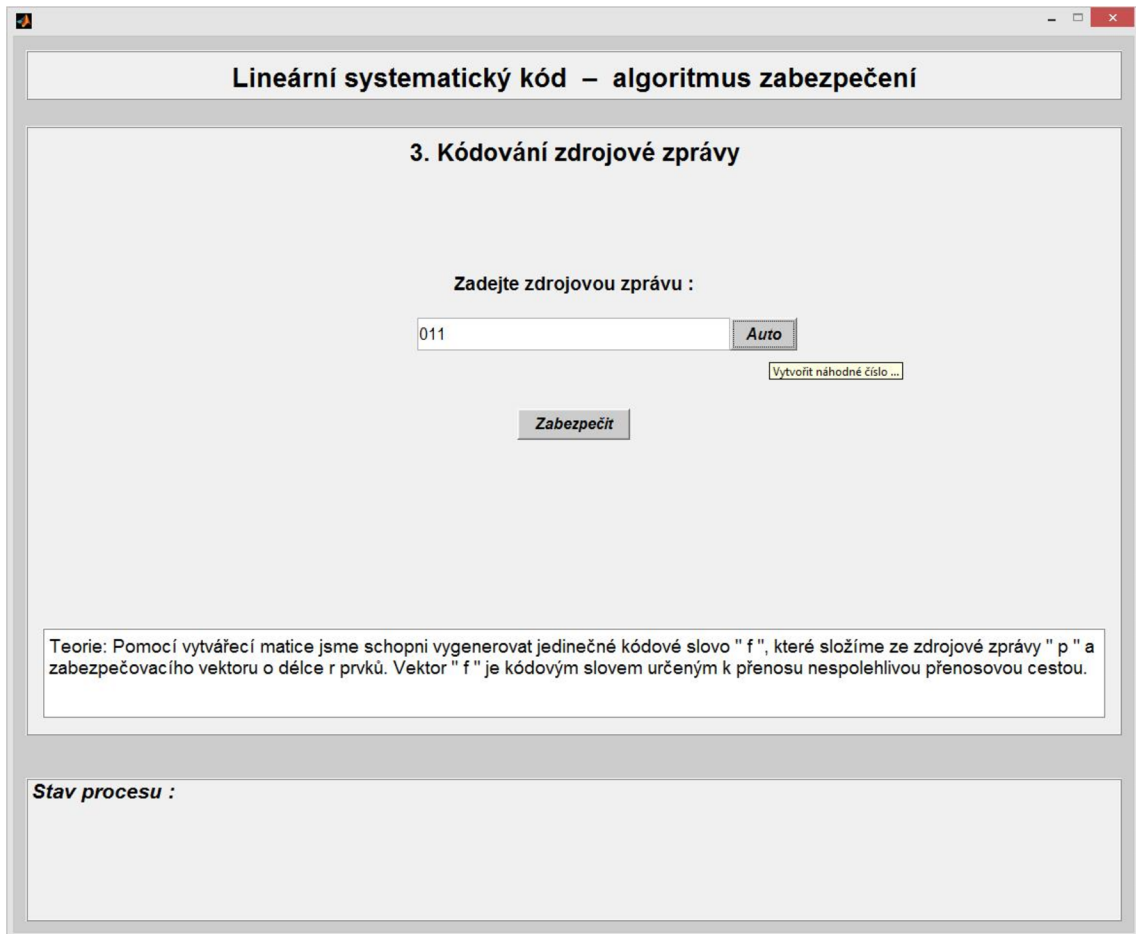 Lineární systematický kód – algoritmus zabezpečení
3. Kódování zdrojové zprávy
Zadejte zdrojovou zprávu :
011
Auto
Vytvořit náhodné číslo ...
Zabezpečit
Teorie: Pomocí vytvářecí matice jsme schopni vygenerovat jedinečné kódové slovo " f ", které složíme ze zdrojové zprávy " p " a
zabezpečovacího vektoru o délce r prvků. Vektor " f " je kódovým slovem určeným k přenosu nespolehlivou přenosovou cestou.
Stav procesu :